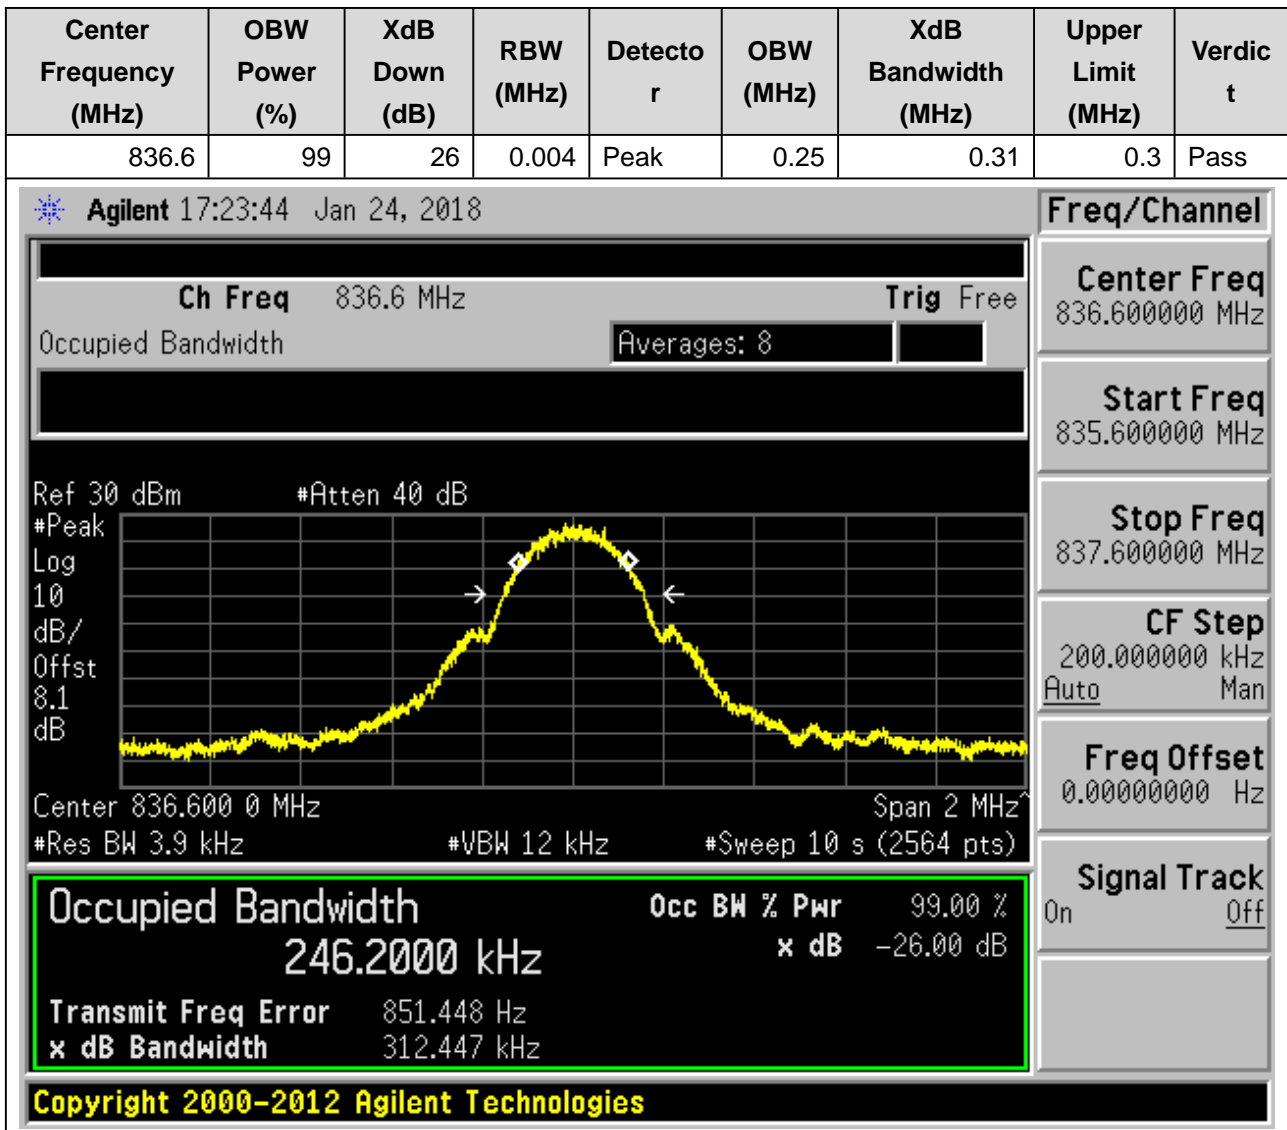 Center Frequency (MHz) OBW Power (%) XdB Down (dB) RBW (MHz) Detecto r OBW (MHz) XdB Bandwidth (MHz) Upper Limit (MHz) Verdic t
836.6 99 26 0.004 Peak 0.25 0.31 0.3 Pass
Agilent 17:23:44 Jan 24, 2018
Freq/Channel
Ch Freq 836.6 MHz Trig Free
Occupied Bandwidth Averages: 8
Center Freq
836.600000 MHz
Start Freq
835.600000 MHz
Stop Freq
837.600000 MHz
CF Step
200.000000 kHz
Auto Man
Freq Offset
0.00000000 Hz
Signal Track
On Off
Ref 30 dBm #Atten 40 dB
#Peak
Log
10
dB/
Offst
8.1
dB
Center 836.600 0 MHz Span 2 MHz^
#Res BW 3.9 kHz #VBW 12 kHz #Sweep 10 s (2564 pts)
Occupied Bandwidth Occ BW % Pwr 99.00 %
246.2000 kHz x dB -26.00 dB
Transmit Freq Error 851.448 Hz
x dB Bandwidth 312.447 kHz
Copyright 2000-2012 Agilent Technologies